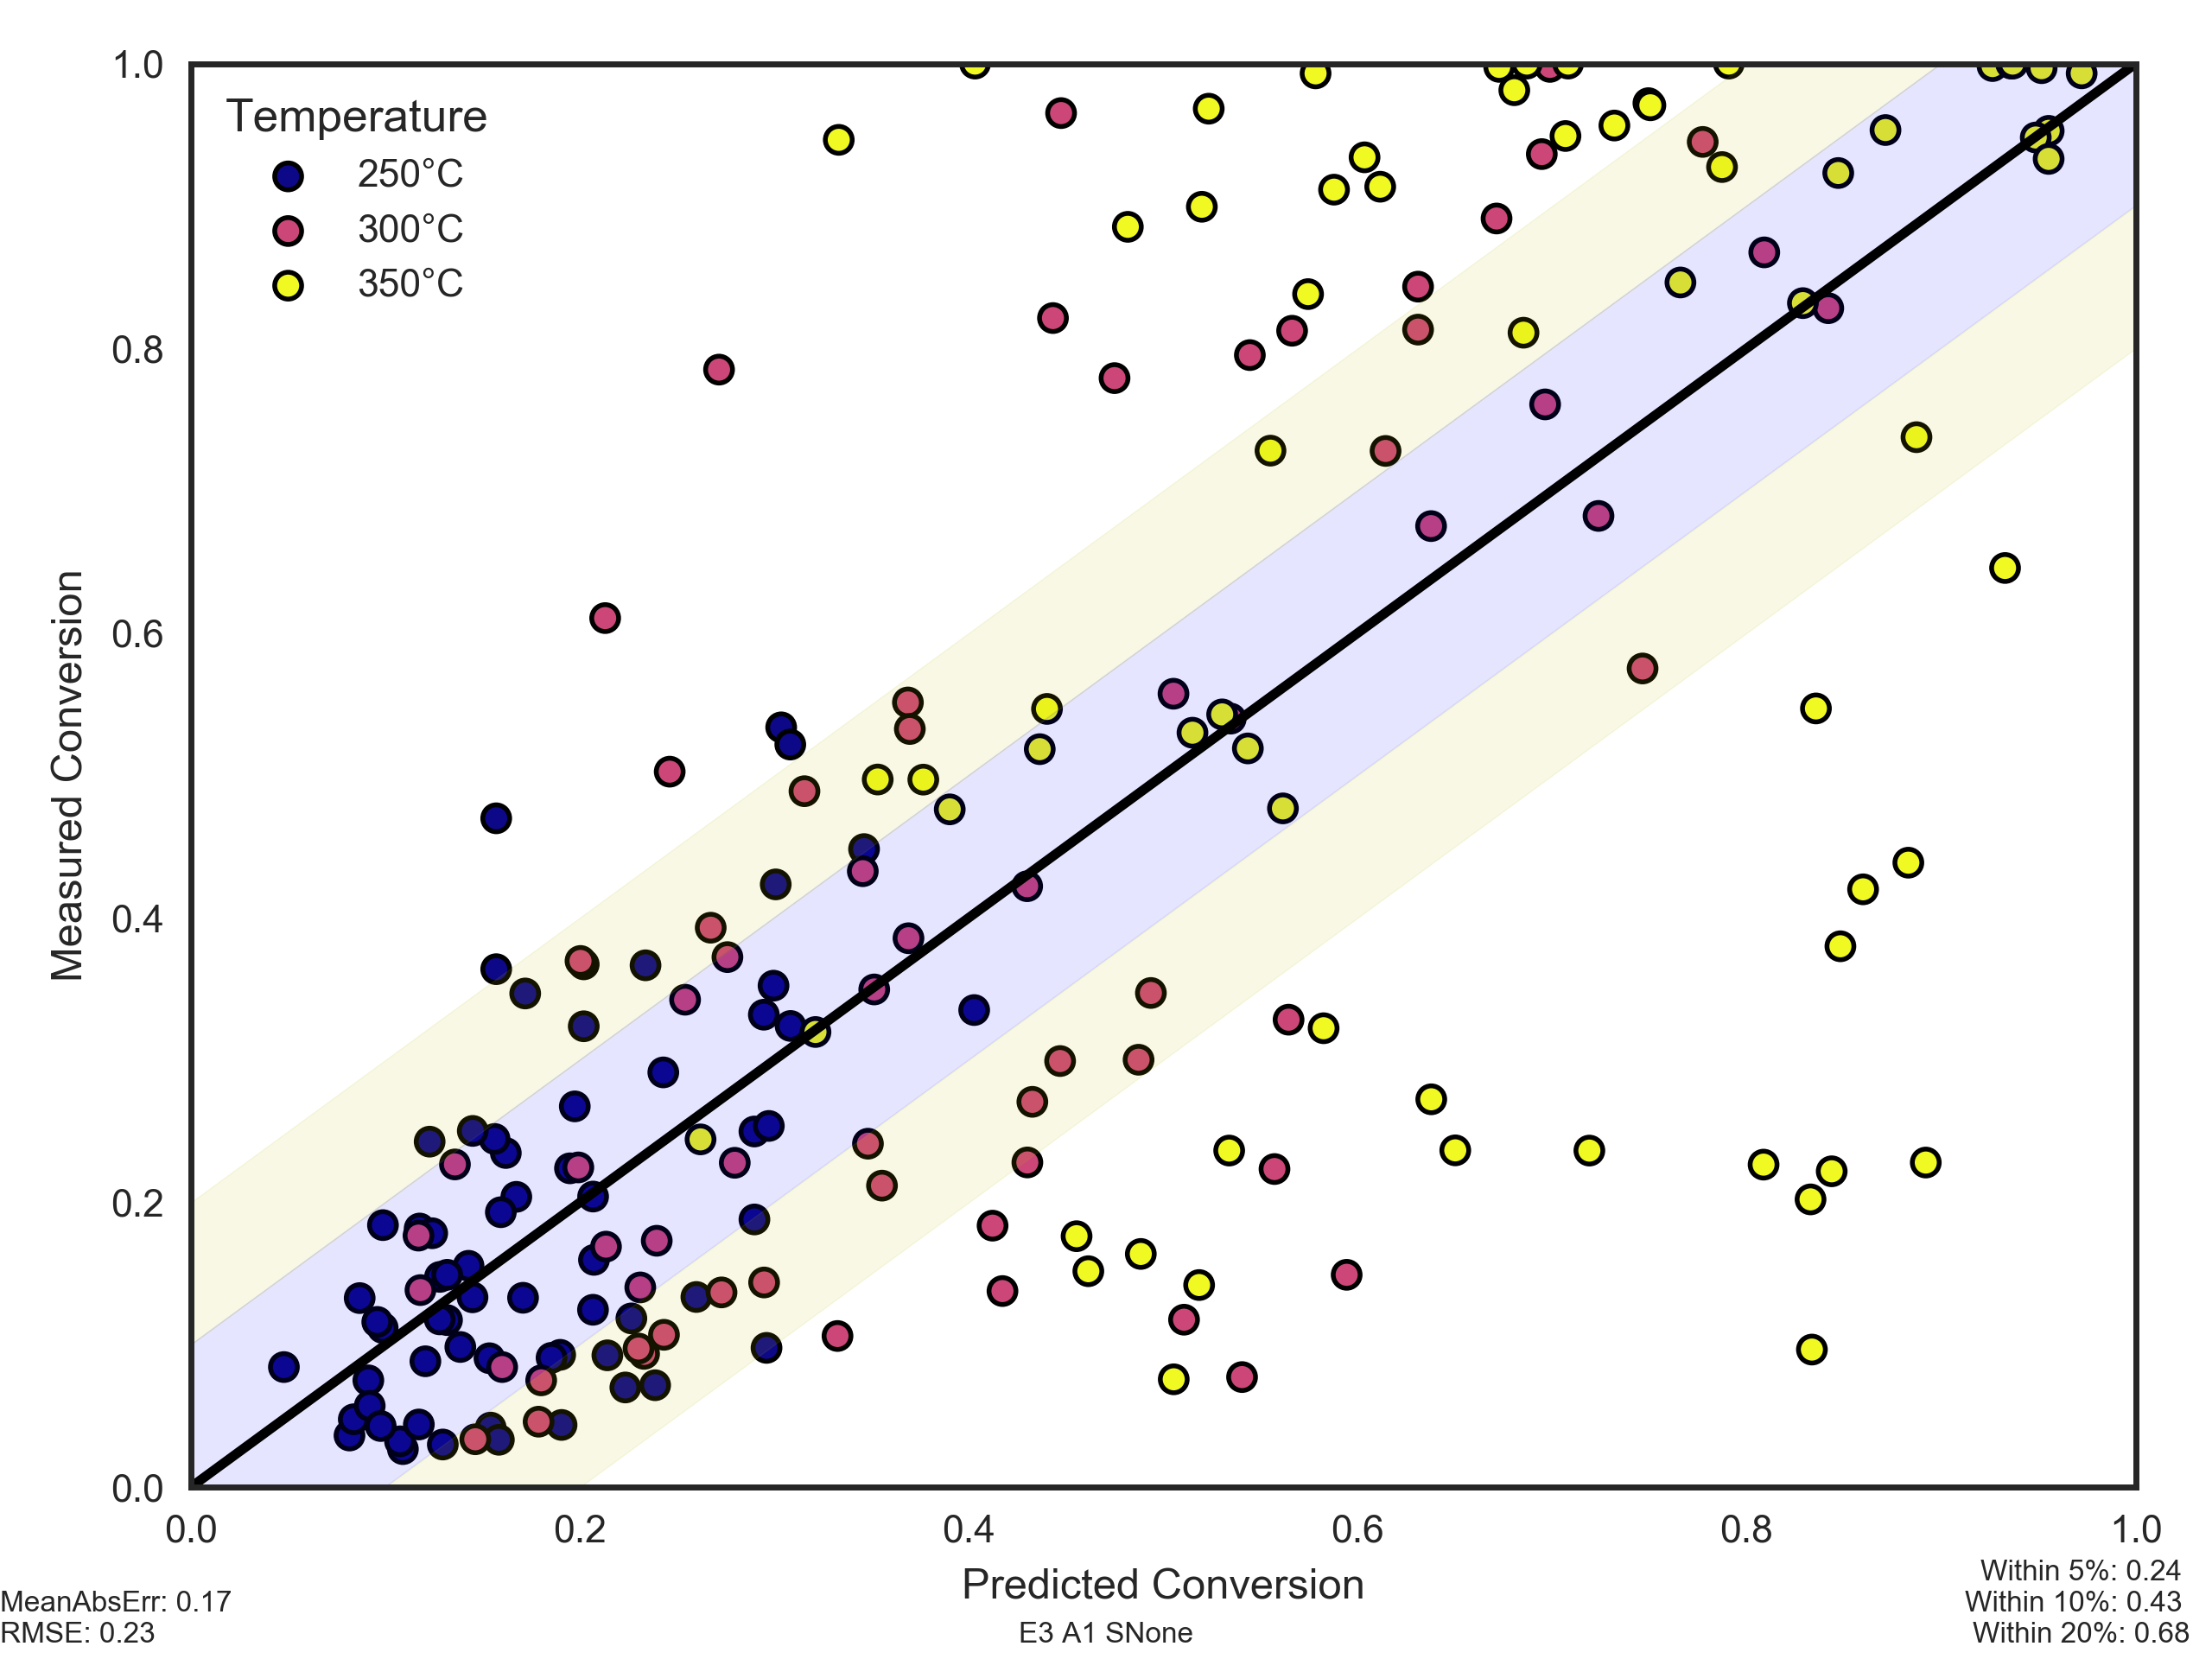 Temperature
250°C
300°C
350°C
1.0
0.8
0.6
0.4
0.2
0.0
Measured Conversion
0.0 0.2 0.4 0.6 0.8 1.0
Predicted Conversion
E3 A1 SNone
MeanAbsErr: 0.17
RMSE: 0.23
Within 5%: 0.24
Within 10%: 0.43
Within 20%: 0.68